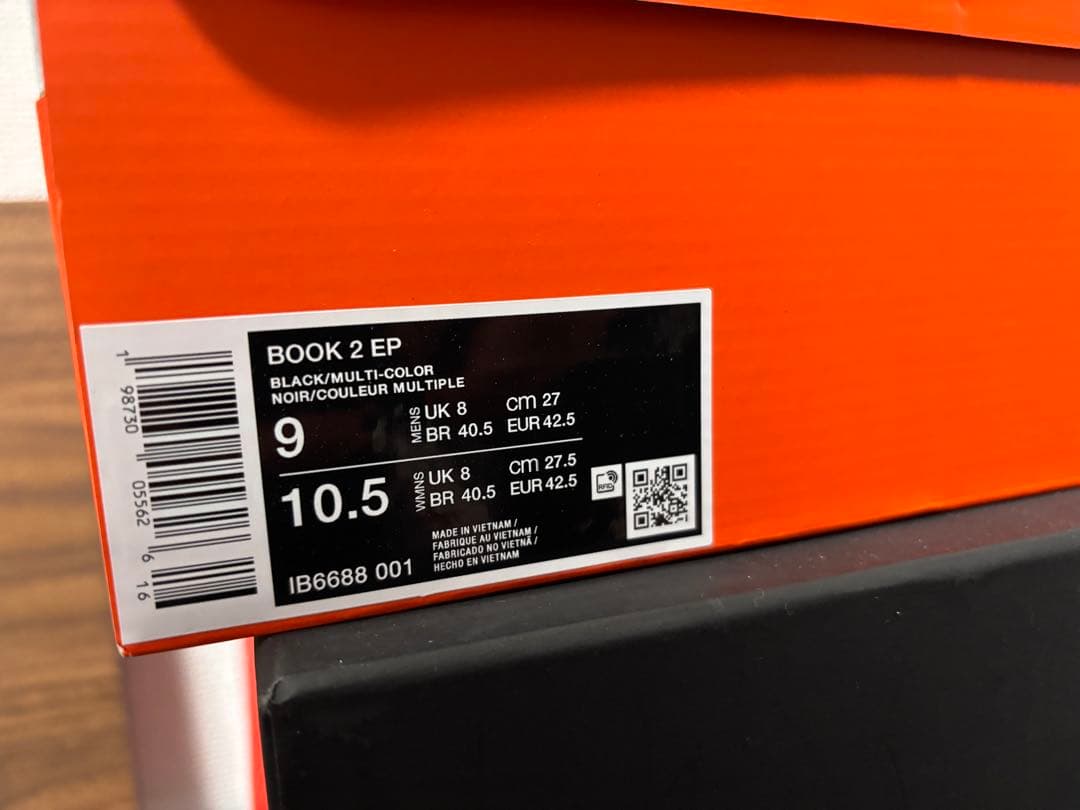 BOOK 2 EP
BLACK/MULTI-COLOR
NOIR/COULEUR MULTIPLE
9
MENS
UK 8 cm 27
BR 40.5 EUR 42.5
10.5
WMNS
UK 8 cm 27.5
BR 40.5 EUR 42.5
RFID
MADE IN VIETNAM /
FABRIQUE AU VIETNAM /
FABRICADO NO VIETNÃ /
HECHO EN VIETNAM
IB6688 001
1 98730 05562 6 16